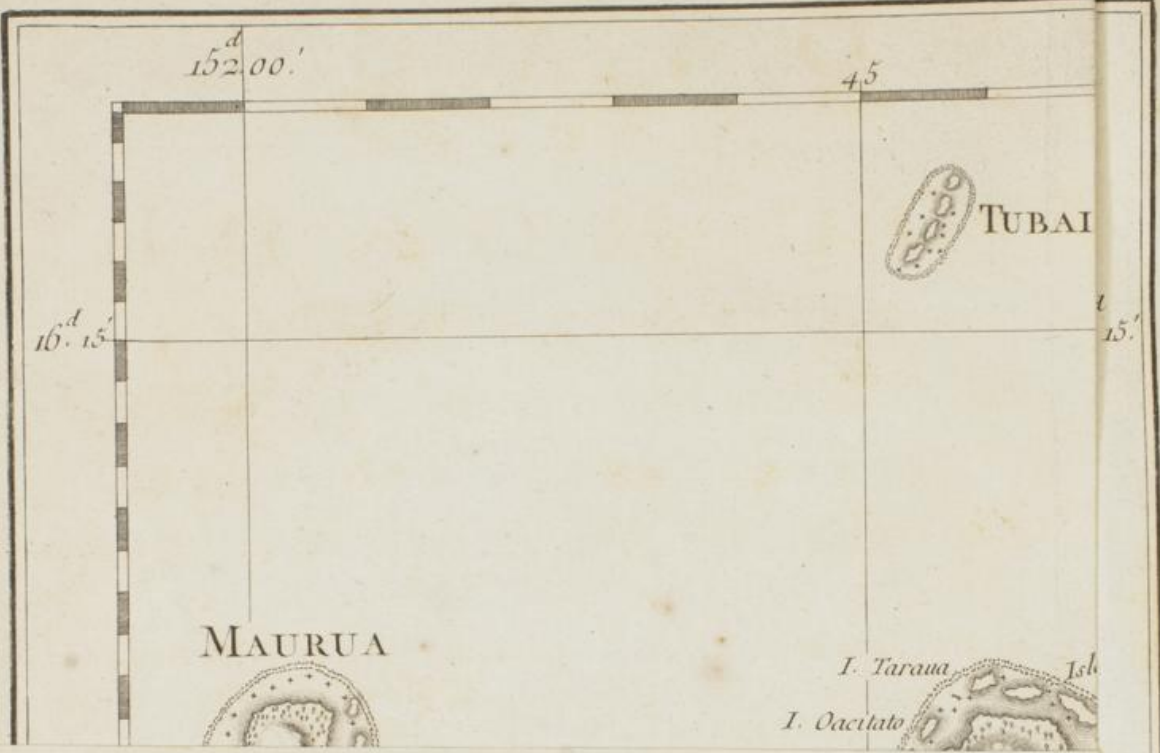 152.d 00.'
45
TUBAI
16.d 15'
15.'
MAURUA
I. Taraua
I. Oacitato